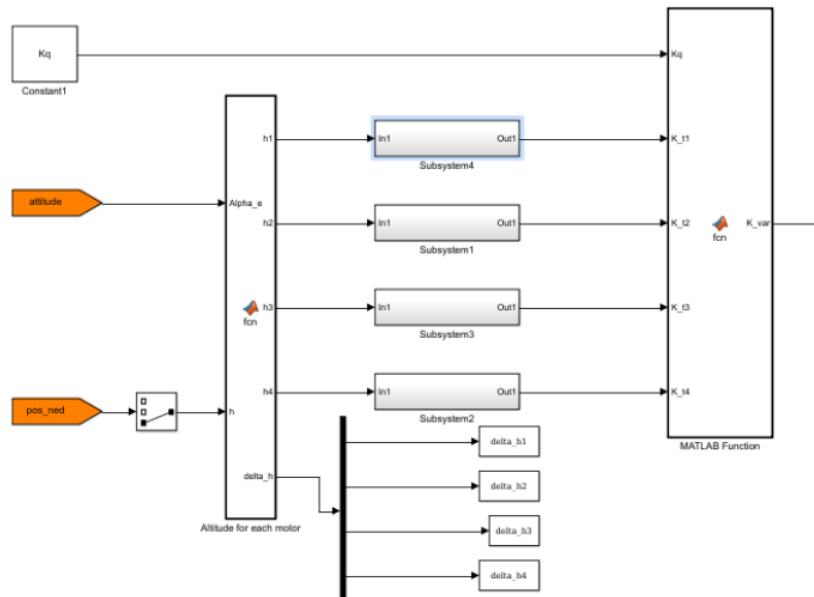 Kq
Constant1
attitude
pos_ned
Alpha_e
h
h1
h2
h3
h4
delta_h
fcn
Altitude for each motor
In1 Out1
Subsystem4
In1 Out1
Subsystem1
In1 Out1
Subsystem3
In1 Out1
Subsystem2
delta_h1
delta_h2
delta_h3
delta_h4
Kq
K_t1
K_t2
K_t3
K_t4
fcn
K_var
MATLAB Function